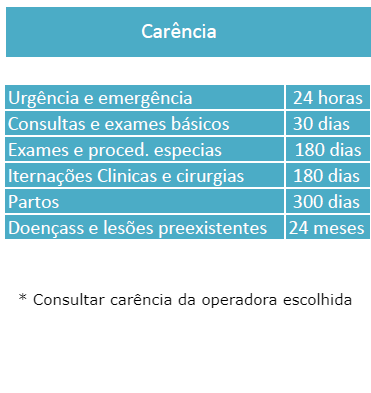 Carência
Urgência e emergência 24 horas
Consultas e exames básicos 30 dias
Exames e proced. especias 180 dias
Iternações Clinicas e cirurgias 180 dias
Partos 300 dias
Doençass e lesões preexistentes 24 meses
* Consultar carência da operadora escolhida